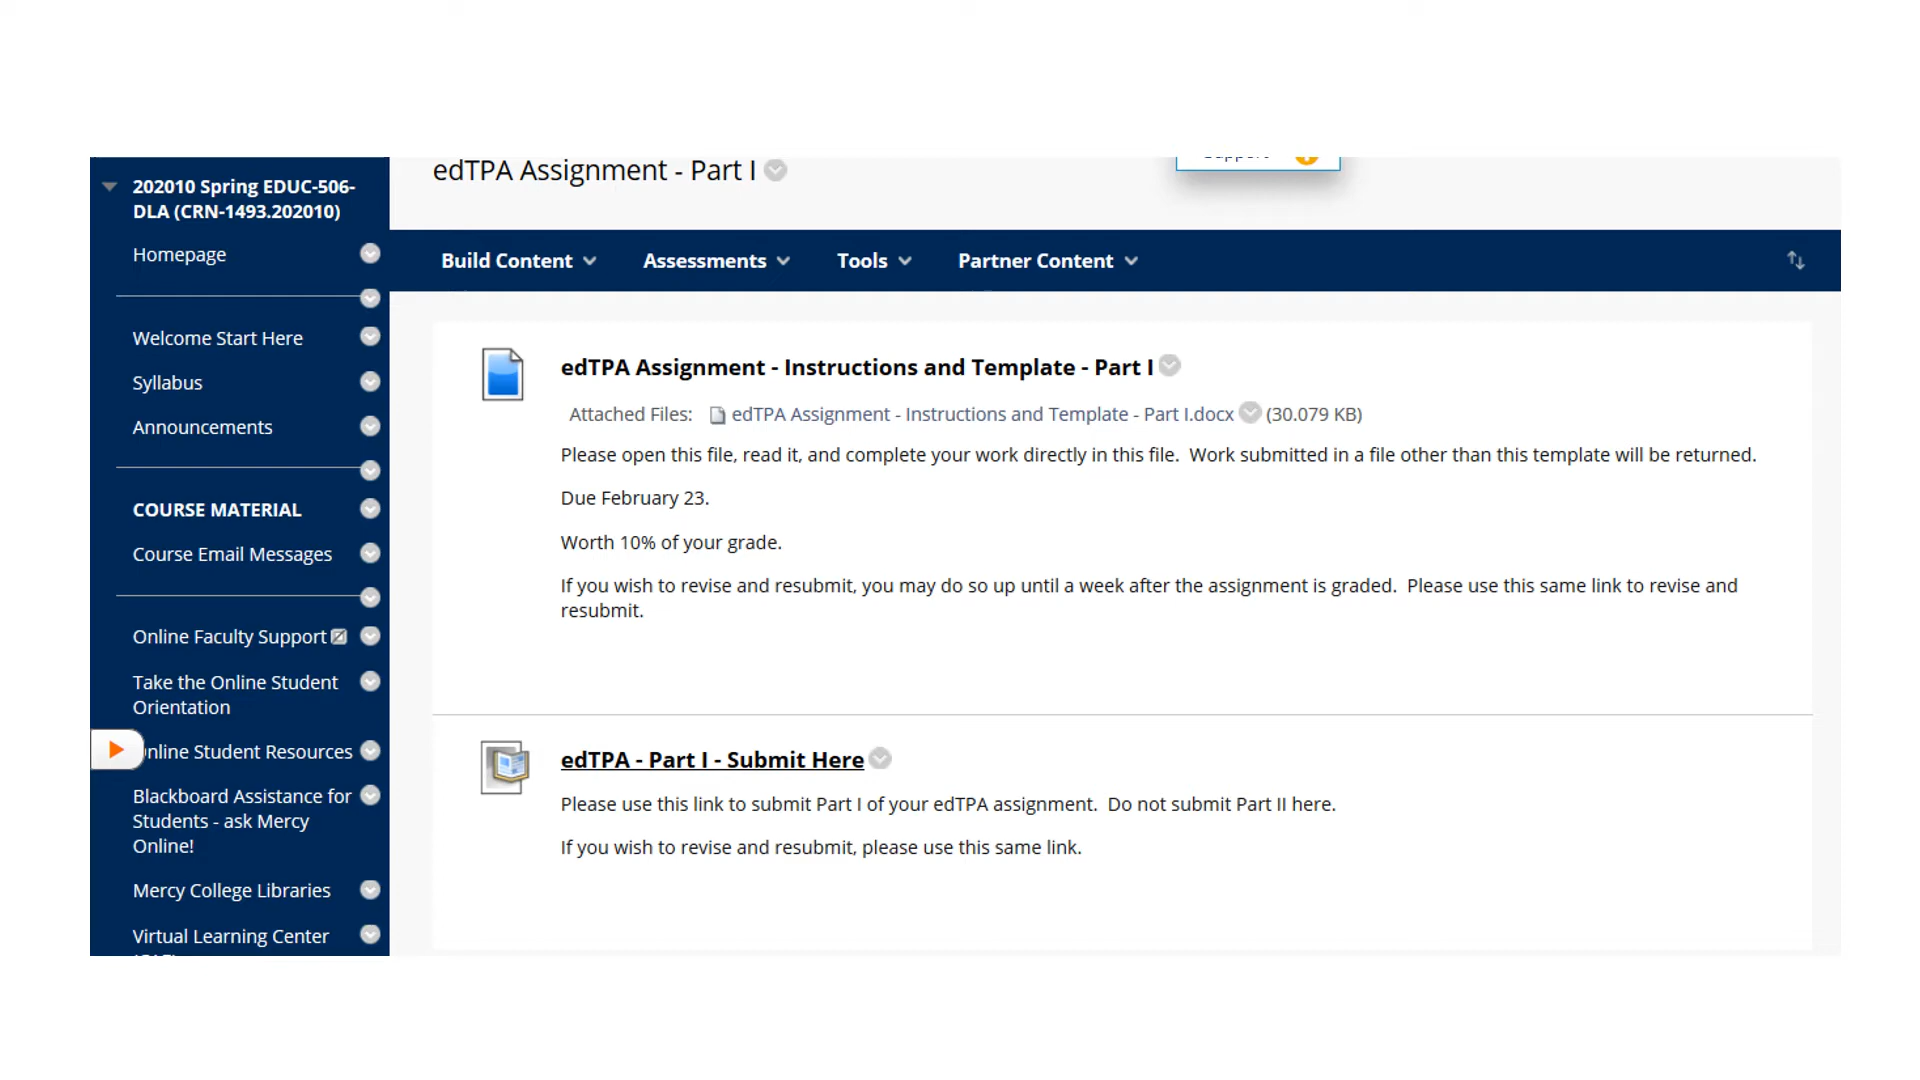 202010 Spring EDUC-506-
DLA (CRN-1493.202010)
Homepage
Welcome Start Here
Syllabus
Announcements
COURSE MATERIAL
Course Email Messages
Online Faculty Support
Take the Online Student
Orientation
nline Student Resources
Blackboard Assistance for
Students - ask Mercy
Online!
Mercy College Libraries
Virtual Learning Center
edTPA Assignment - Part I
Support
Build Content
Assessments
Tools
Partner Content
edTPA Assignment - Instructions and Template - Part I
Attached Files: edTPA Assignment - Instructions and Template - Part I.docx (30.079 KB)
Please open this file, read it, and complete your work directly in this file. Work submitted in a file other than this template will be returned.
Due February 23.
Worth 10% of your grade.
If you wish to revise and resubmit, you may do so up until a week after the assignment is graded. Please use this same link to revise and
resubmit.
edTPA - Part I - Submit Here
Please use this link to submit Part I of your edTPA assignment. Do not submit Part II here.
If you wish to revise and resubmit, please use this same link.